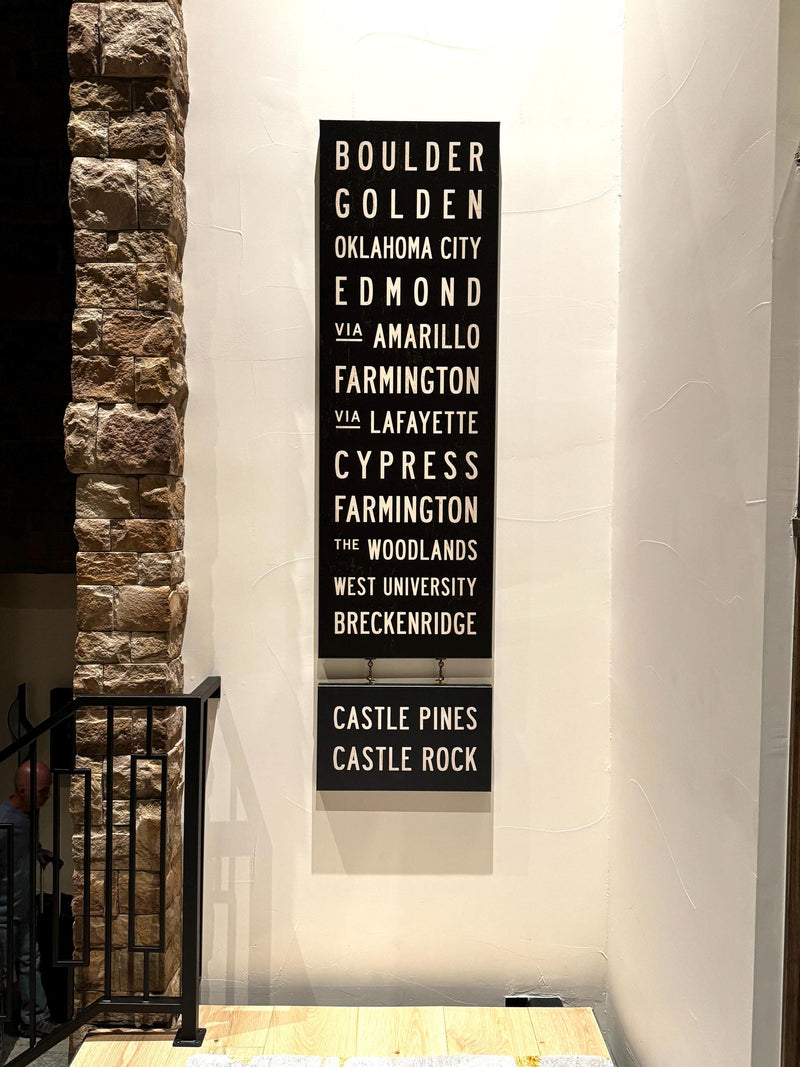 BOULDER
GOLDEN
OKLAHOMA CITY
EDMOND
VIA AMARILLO
FARMINGTON
VIA LAFAYETTE
CYPRESS
FARMINGTON
THE WOODLANDS
WEST UNIVERSITY
BRECKENRIDGE
CASTLE PINES
CASTLE ROCK